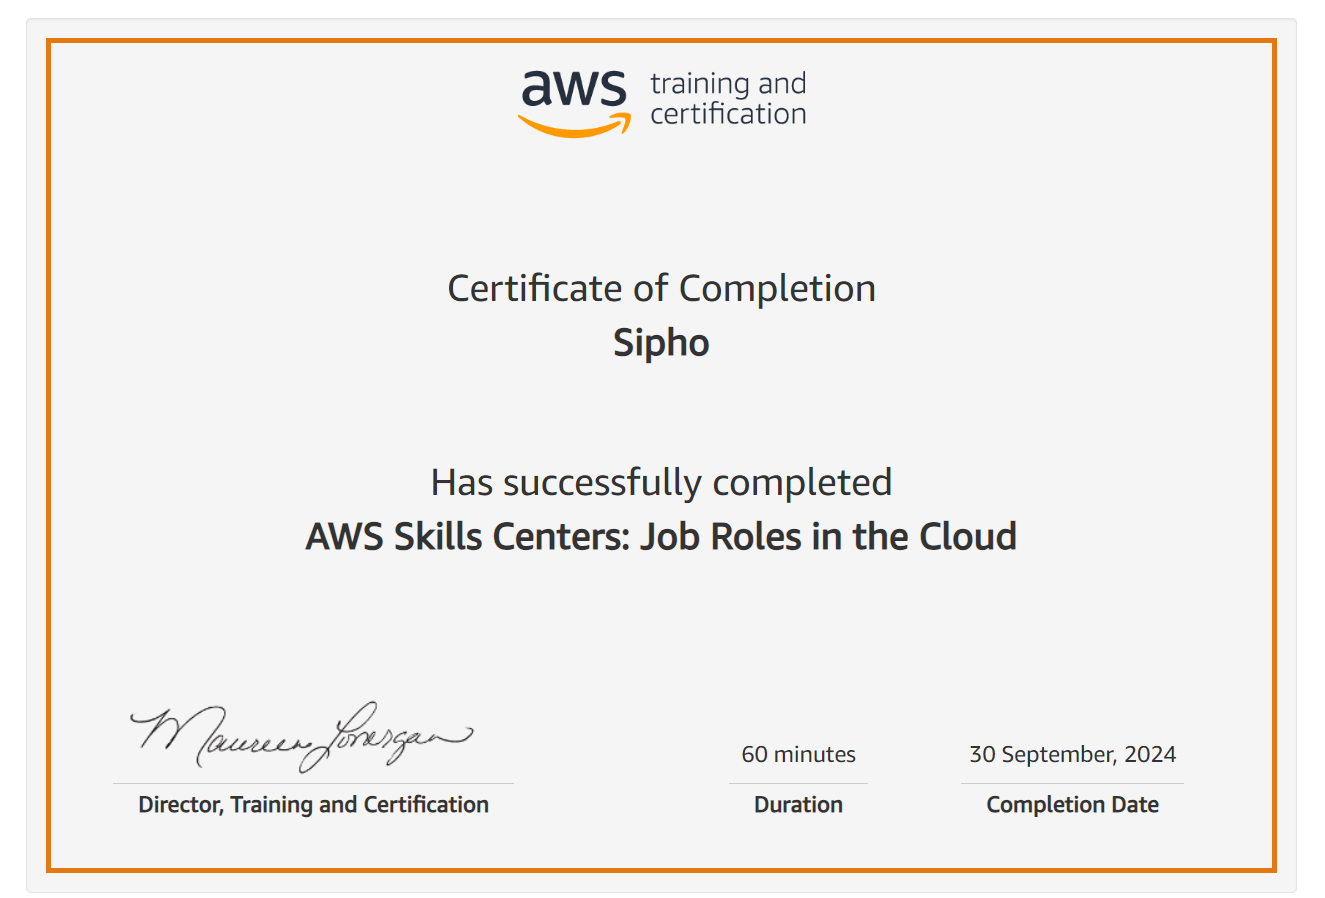 aws training and
certification
Certificate of Completion
Sipho
Has successfully completed
AWS Skills Centers: Job Roles in the Cloud
Maureen Lonergan
60 minutes
30 September, 2024
Director, Training and Certification
Duration
Completion Date